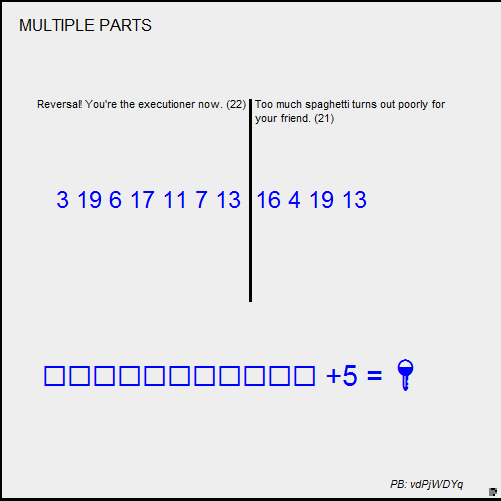 MULTIPLE PARTS
Reversal! You're the executioner now. (22)
Too much spaghetti turns out poorly for
your friend. (21)
3 19 6 17 11 7 13
16 4 19 13
□□□□□□□□□□□ +5 =
PB: vdPjWDYq